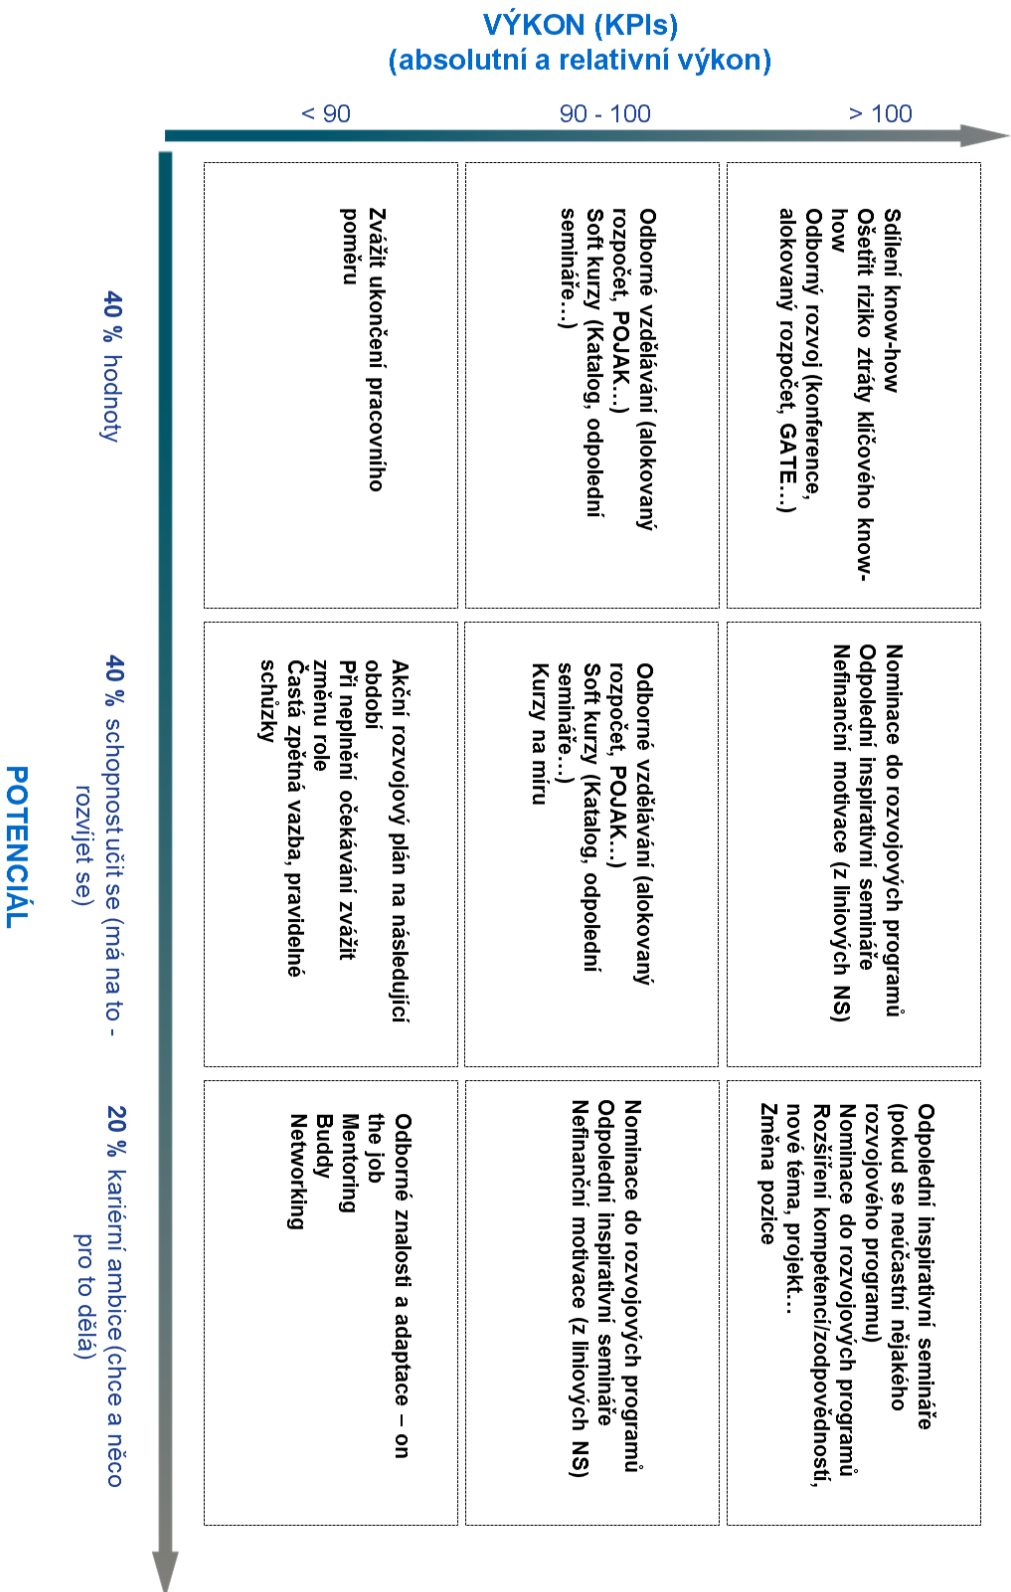 VÝKON (KPIs)
(absolutní a relativní výkon)
< 90
90 - 100
> 100
Zvážit ukončení pracovního
poměru
Odborné vzdělávání (alokovaný
rozpočet, POJAK…)
Soft kurzy (Katalog, odpolední
semináře…)
Sdílení know-how
Ošetřit riziko ztráty klíčového know-
how
Odborný rozvoj (konference,
alokovaný rozpočet, GATE…)
Akční rozvojový plán na následující
období
Při neplnění očekávání zvážit
změnu role
Častá zpětná vazba, pravidelné
schůzky
Odborné vzdělávání (alokovaný
rozpočet, POJAK…)
Soft kurzy (Katalog, odpolední
semináře…)
Kurzy na míru
Nominace do rozvojových programů
Odpolední inspirativní semináře
Nefinanční motivace (z liniových NS)
Odborné znalosti a adaptace – on
the job
Mentoring
Buddy
Networking
Nominace do rozvojových programů
Odpolední inspirativní semináře
Nefinanční motivace (z liniových NS)
Odpolední inspirativní semináře
(pokud se neúčastní nějakého
rozvojového programu)
Nominace do rozvojových programů
Rozšíření kompetencí/zodpovědností,
nové téma, projekt…
Změna pozice
40 % hodnoty
40 % schopnost učit se (má na to -
rozvíjet se)
20 % kariérní ambice (chce a něco
pro to dělá)
POTENCIÁL